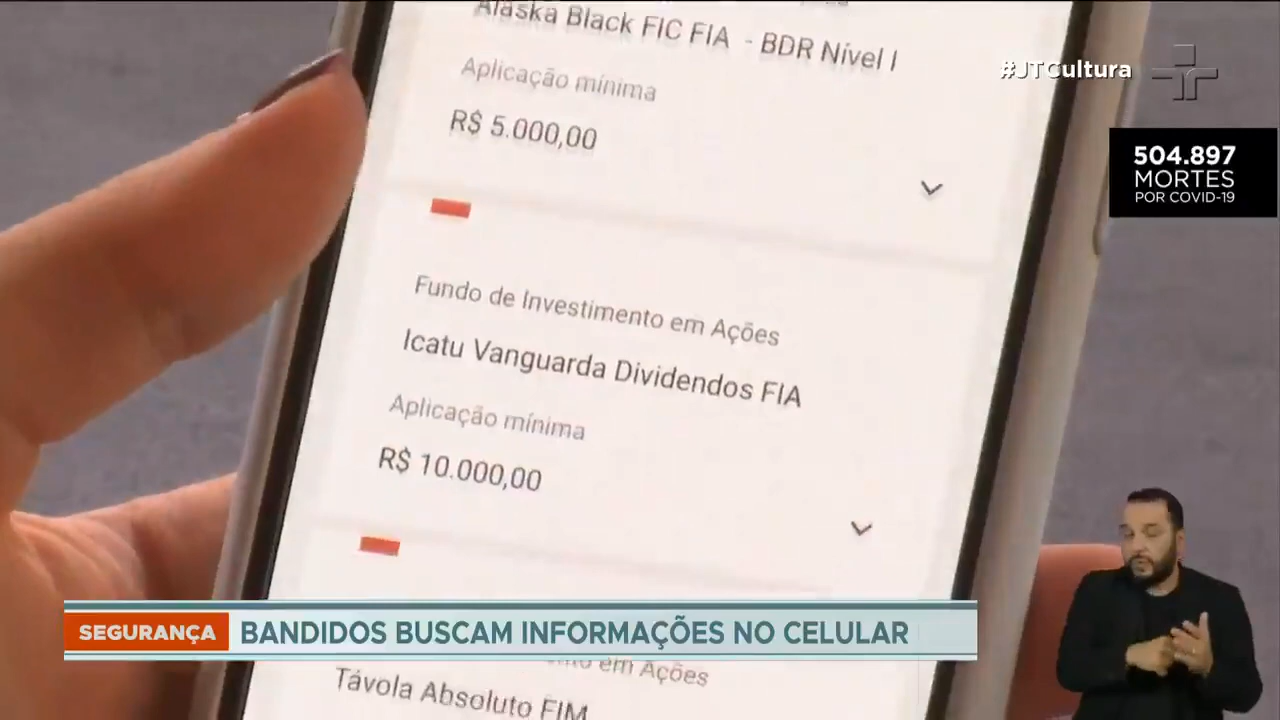 Alaska Black FIC FIA - BDR Nível I
Aplicação mínima
R$ 5.000,00
#JTCultura
504.897
MORTES
POR COVID-19
Fundo de Investimento em Ações
Icatu Vanguarda Dividendos FIA
Aplicação mínima
R$ 10.000,00
SEGURANÇA
BANDIDOS BUSCAM INFORMAÇÕES NO CELULAR
em Ações
Távola Absoluto FIM